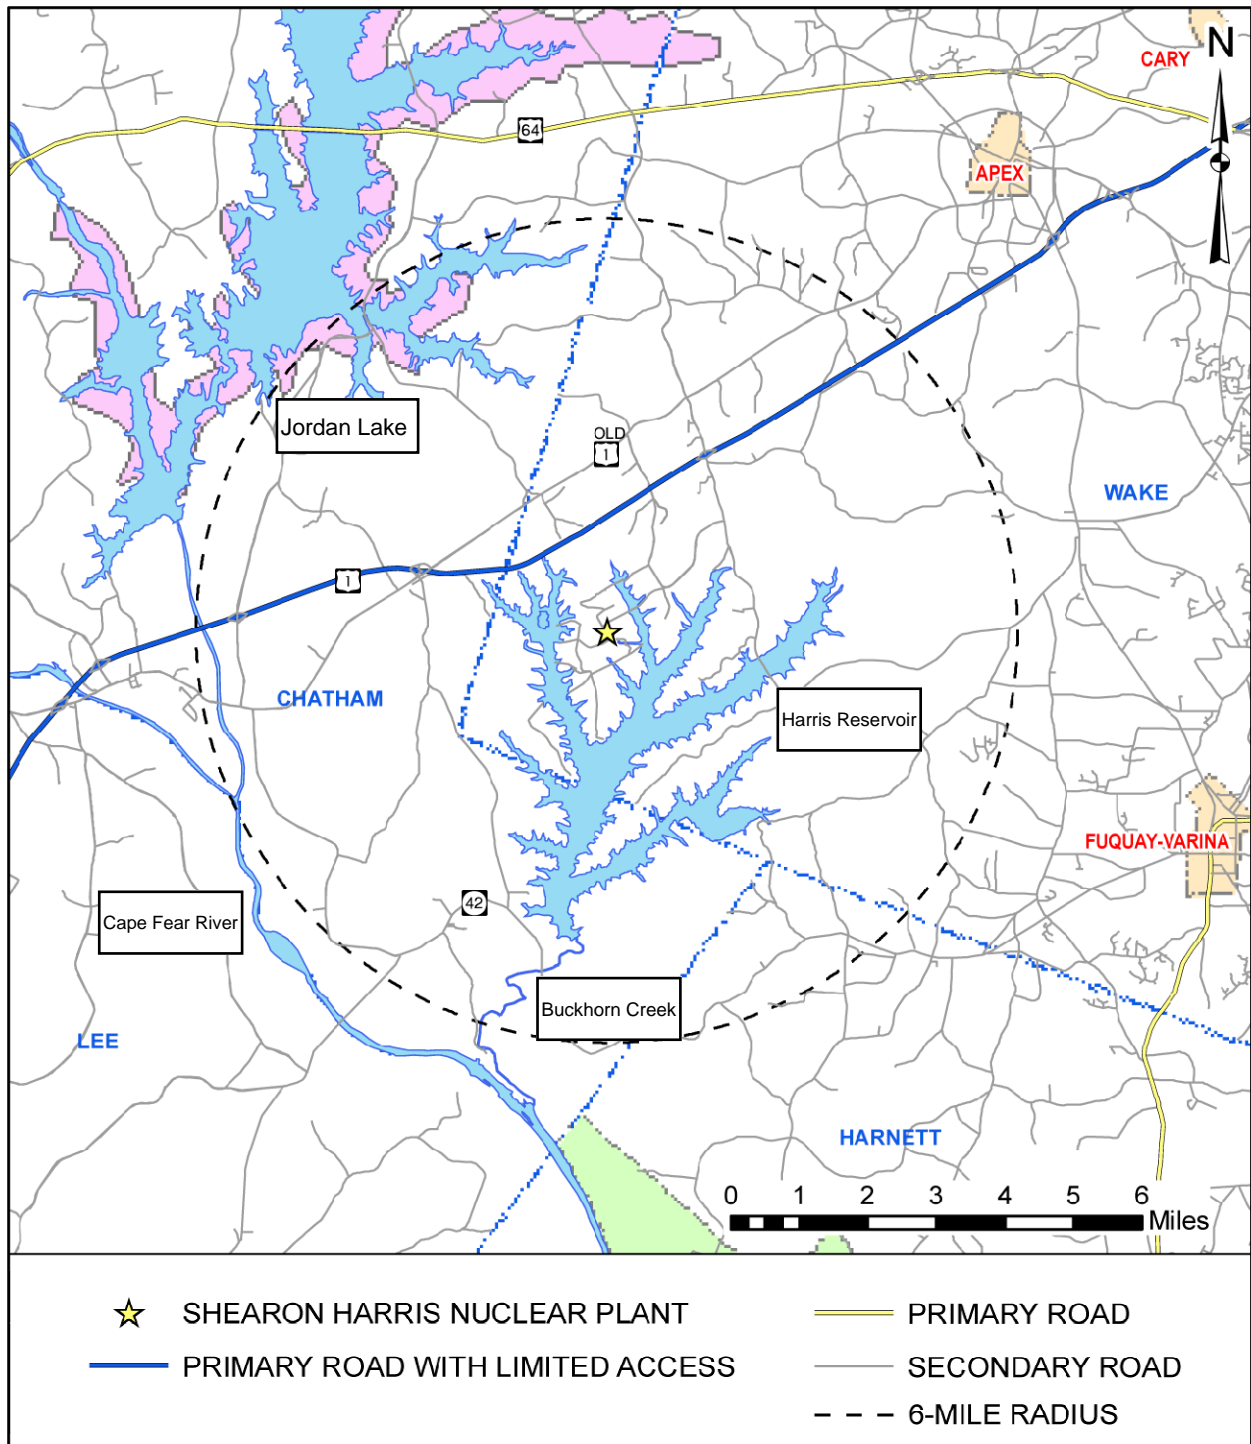 N
CARY
64
APEX
Jordan Lake
OLD
1
WAKE
1
CHATHAM
Harris Reservoir
FUQUAY-VARINA
42
Cape Fear River
Buckhorn Creek
LEE
HARNETT
0 1 2 3 4 5 6
Miles
SHEARON HARRIS NUCLEAR PLANT
PRIMARY ROAD
PRIMARY ROAD WITH LIMITED ACCESS
SECONDARY ROAD
6-MILE RADIUS